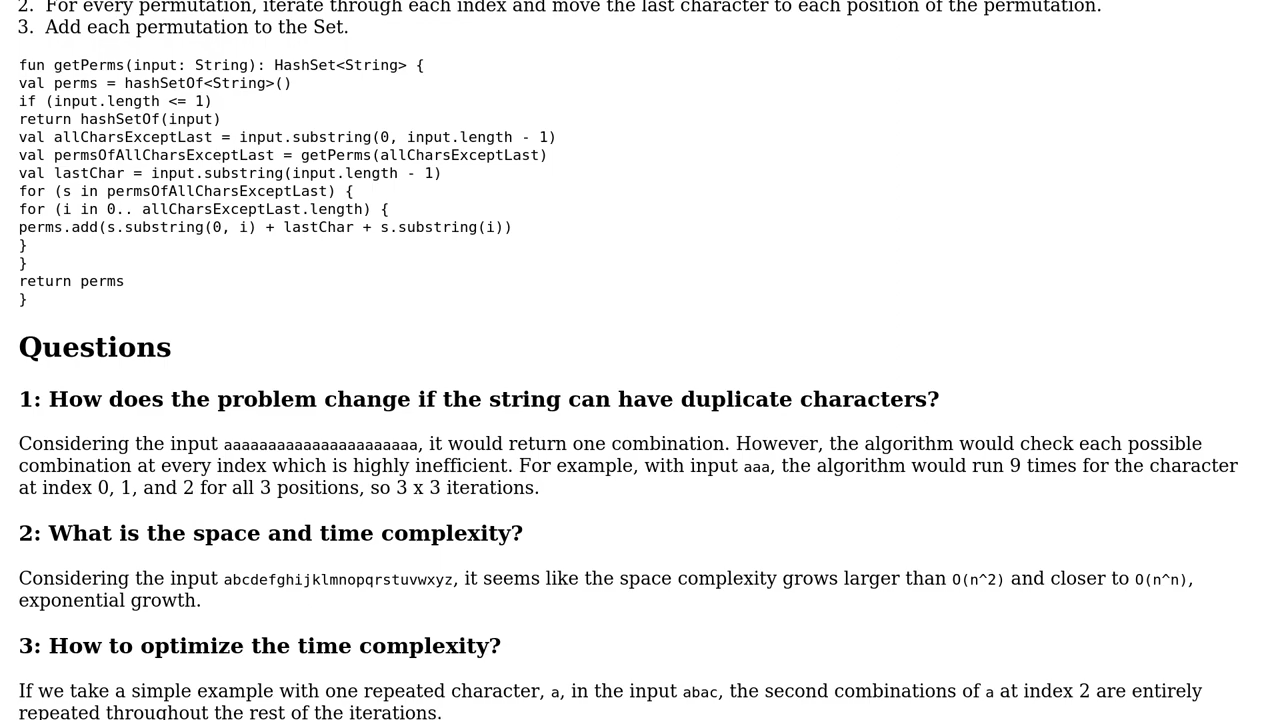 2. For every permutation, iterate through each index and move the last character to each position of the permutation.
3. Add each permutation to the Set.
fun getPerms(input: String): HashSet<String> {
val perms = hashSetOf<String>()
if (input.length <= 1)
return hashSetOf(input)
val allCharsExceptLast = input.substring(0, input.length - 1)
val permsOfAllCharsExceptLast = getPerms(allCharsExceptLast)
val lastChar = input.substring(input.length - 1)
for (s in permsOfAllCharsExceptLast) {
for (i in 0.. allCharsExceptLast.length) {
perms.add(s.substring(0, i) + lastChar + s.substring(i))
}
}
return perms
}
Questions
1: How does the problem change if the string can have duplicate characters?
Considering the input aaaaaaaaaaaaaaaaaaaaaa, it would return one combination. However, the algorithm would check each possible
combination at every index which is highly inefficient. For example, with input aaa, the algorithm would run 9 times for the character
at index 0, 1, and 2 for all 3 positions, so 3 x 3 iterations.
2: What is the space and time complexity?
Considering the input abcdefghijklmnopqrstuvwxyz, it seems like the space complexity grows larger than O(n^2) and closer to O(n^n),
exponential growth.
3: How to optimize the time complexity?
If we take a simple example with one repeated character, a, in the input abac, the second combinations of a at index 2 are entirely
repeated throughout the rest of the iterations.